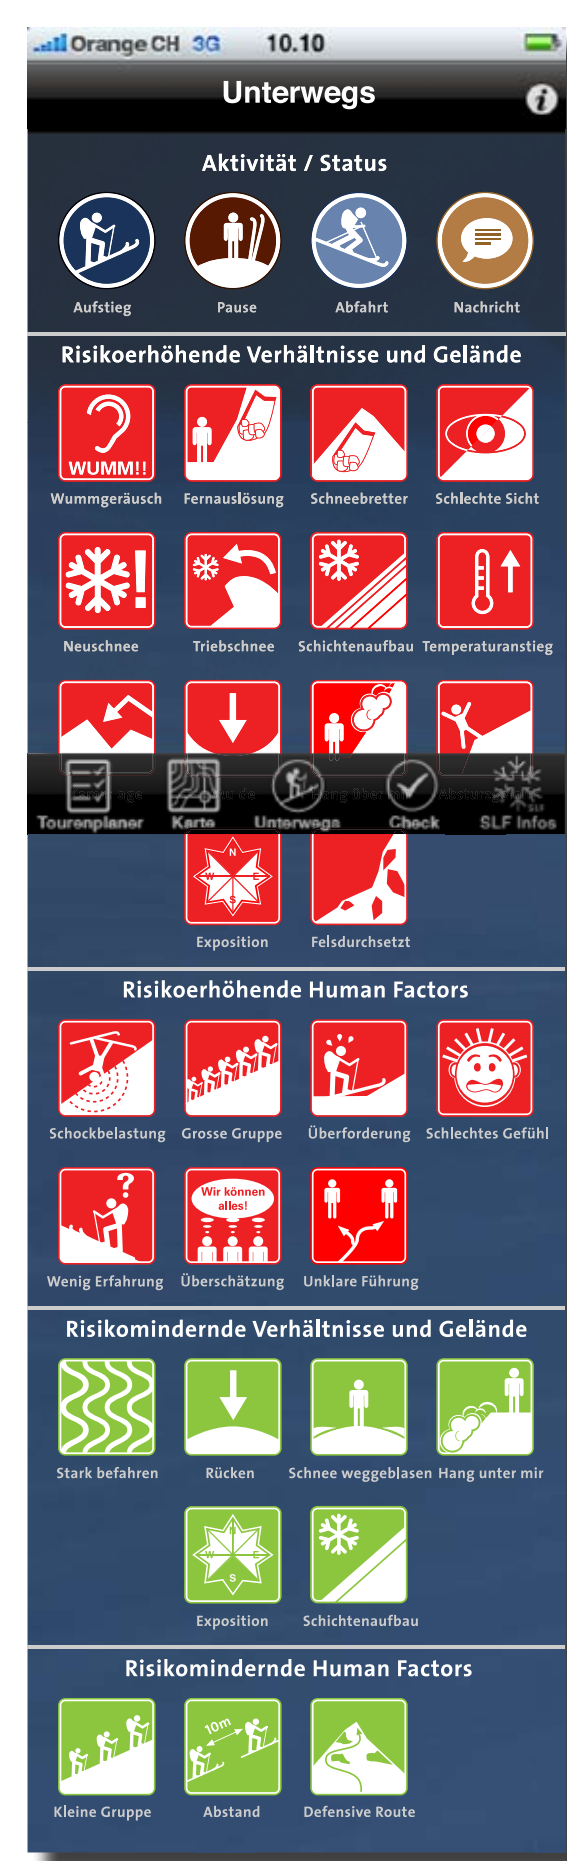 Orange CH 3G 10.10
Unterwegs i
Aktivität / Status
Aufstieg Pause Abfahrt Nachricht
Risikoerhöhende Verhältnisse und Gelände
WUMM!!
Wummgeräusch Fernauslösung Schneebretter Schlechte Sicht
!
Neuschnee Triebschnee Schichtenaufbau Temperaturanstieg
SLF
Tourenplaner Karte Unterwegs Check SLF Infos
N
W E
S
Exposition Felsdurchsetzt
Risikoerhöhende Human Factors
Schockbelastung Grosse Gruppe Überforderung Schlechtes Gefühl
?
Wir können
alles!
Wenig Erfahrung Überschätzung Unklare Führung
Risikomindernde Verhältnisse und Gelände
Stark befahren Rücken Schnee weggeblasen Hang unter mir
N
W E
S
Exposition Schichtenaufbau
Risikomindernde Human Factors
10m
Kleine Gruppe Abstand Defensive Route